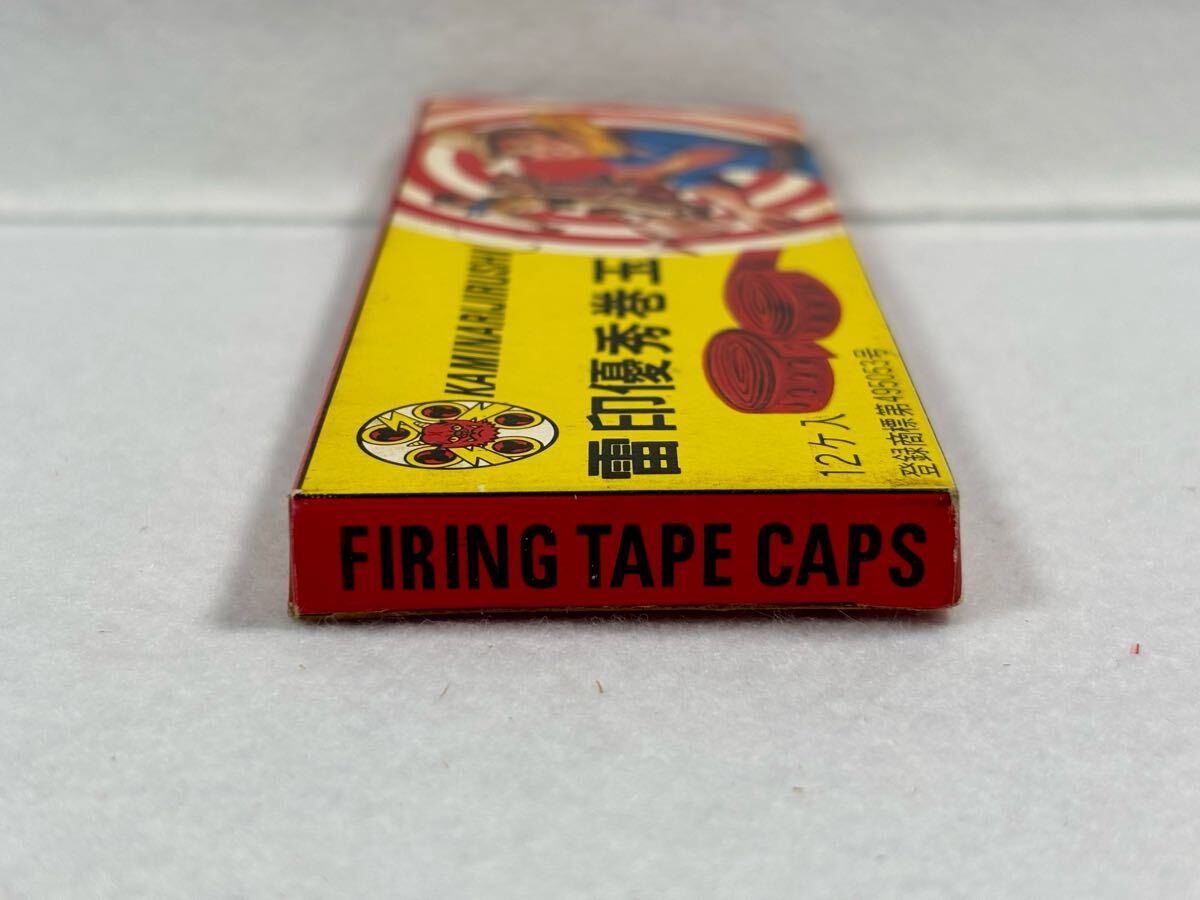 KAMINARIJIRUSHI
雷印優秀巻玉
12ケ入
登録商標第495053号
FIRING TAPE CAPS